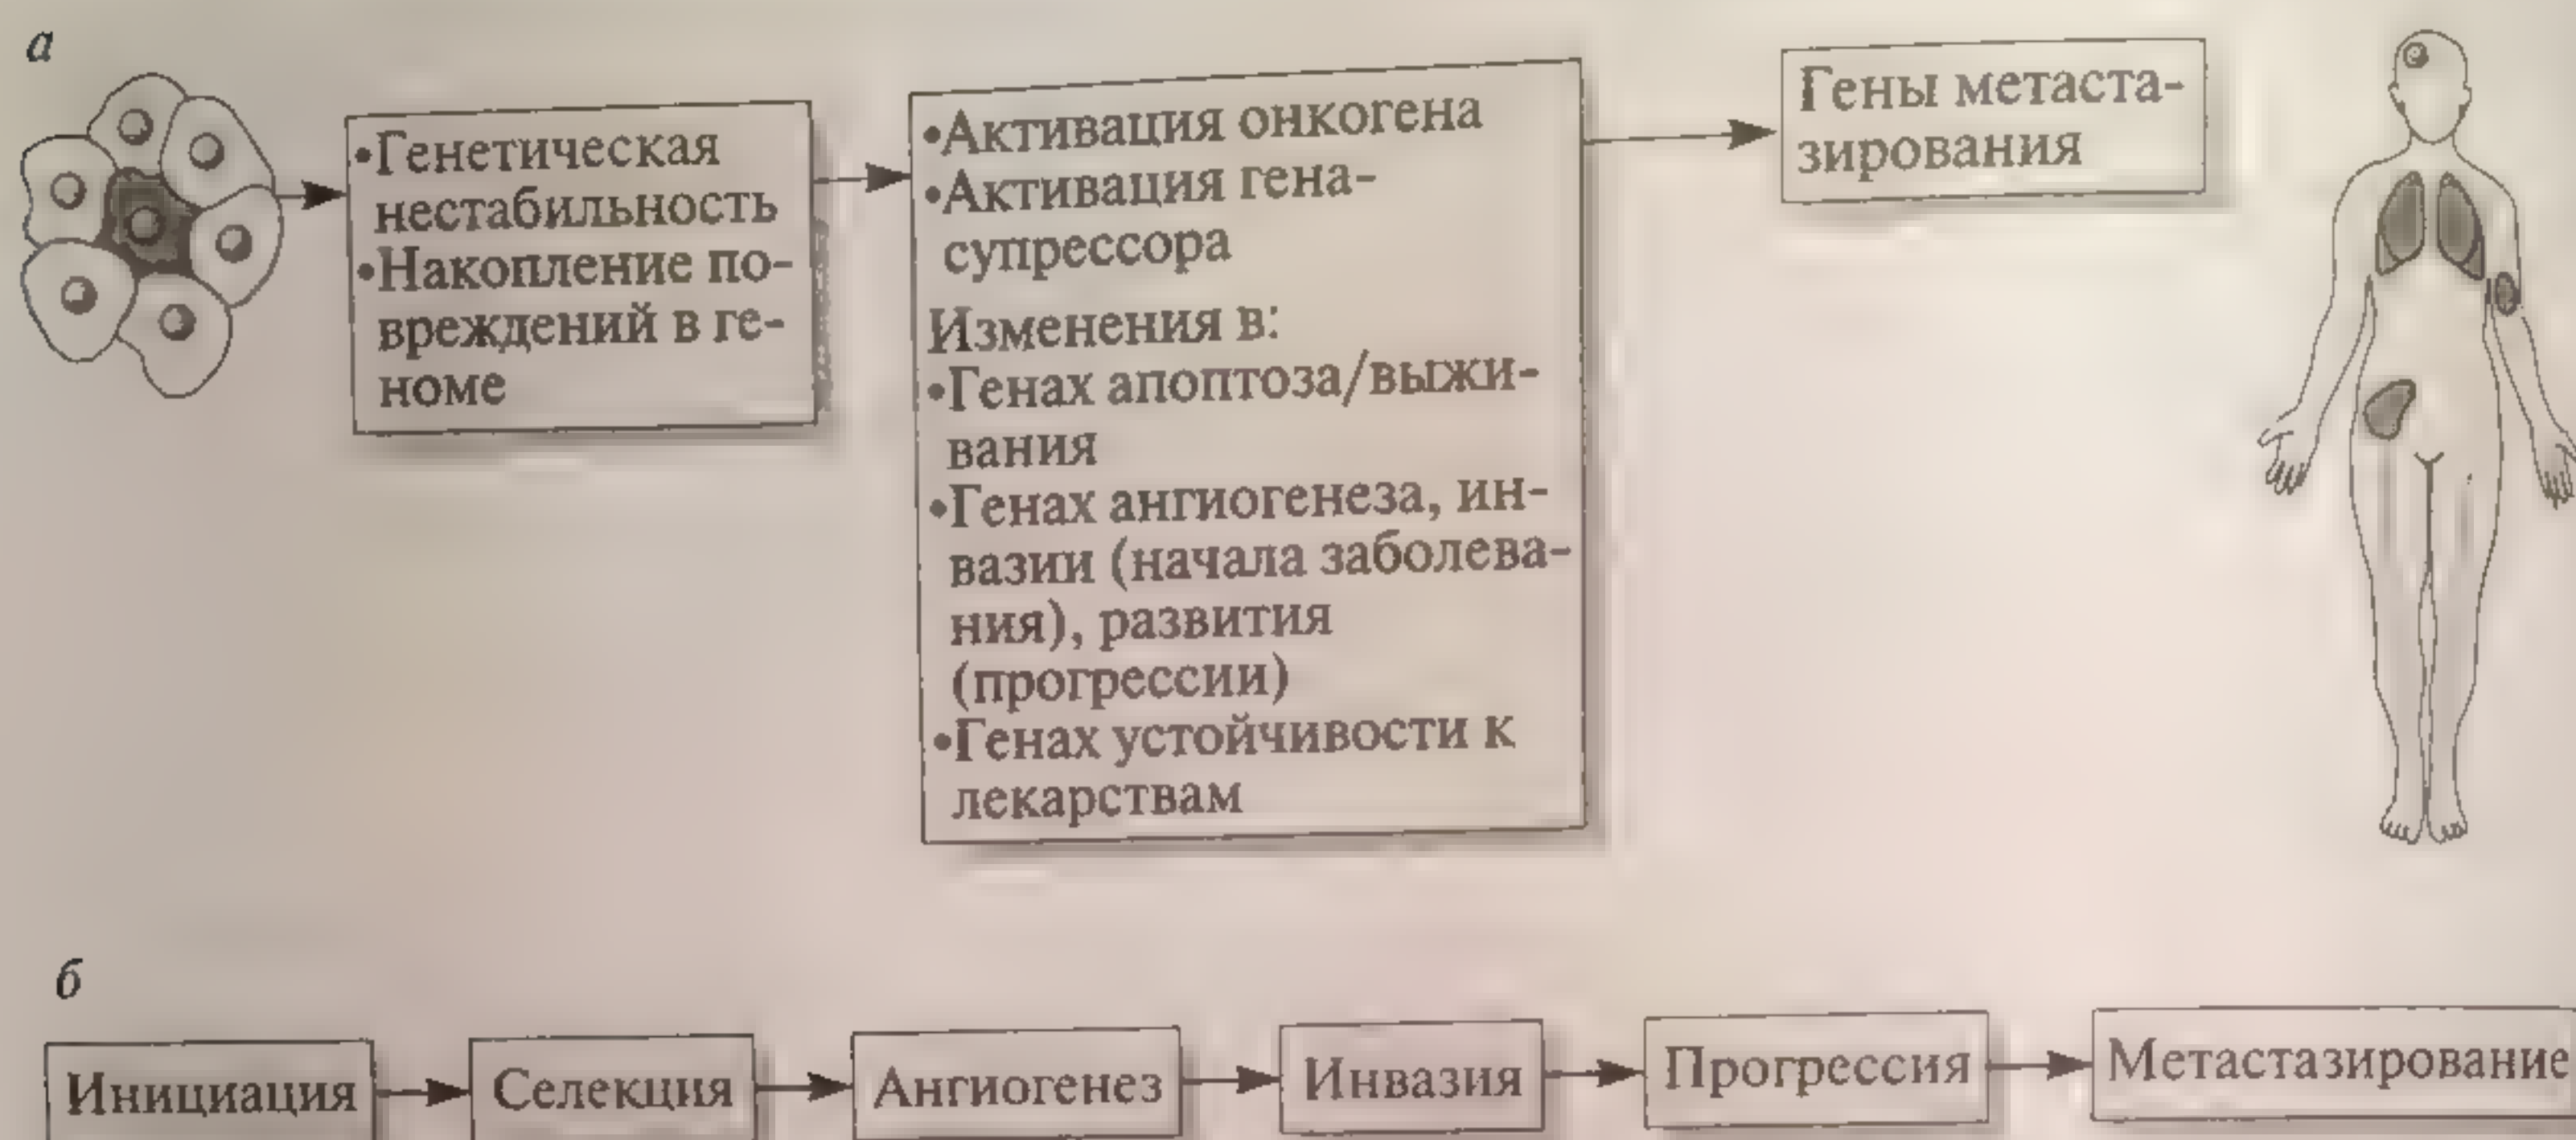 а
•Генетическая
нестабильность
•Накопление по-
вреждений в ге-
номе
•Активация онкогена
•Активация гена-
супрессора
Изменения в:
•Генах апоптоза/выжи-
вания
•Генах ангиогенеза, ин-
вазии (начала заболева-
ния), развития
(прогрессии)
•Генах устойчивости к
лекарствам
Гены метаста-
зирования
б
Инициация
Селекция
Ангиогенез
Инвазия
Прогрессия
Метастазирование